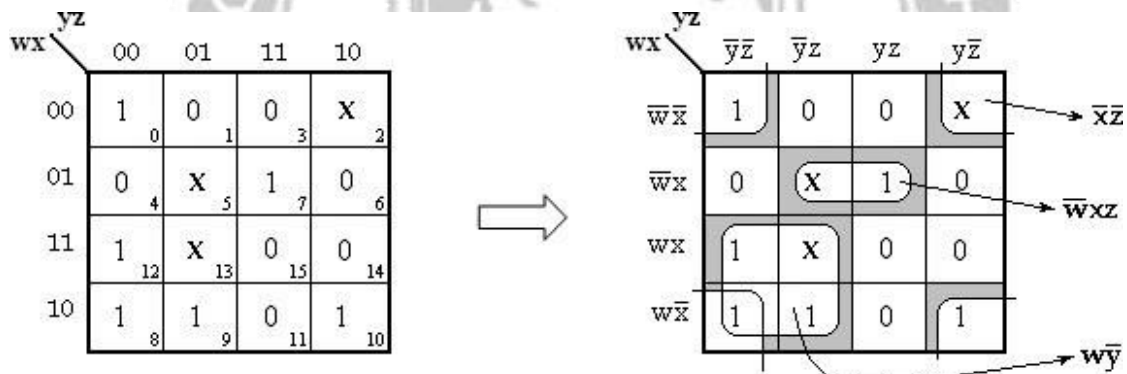 yz yz
wx wx
00 01 11 10 y̅z̅ y̅z yz yz̅
00 1 0 0 X w̅x̅ 1 0 0 X x̅z̅
0 1 3 2
01 0 X 1 0 w̅x 0 X 1 0
4 5 7 6 w̅xz
11 1 X 0 0 wx 1 X 0 0
12 13 15 14
10 1 1 0 1 wx̅ 1 1 0 1
8 9 11 10 wy̅